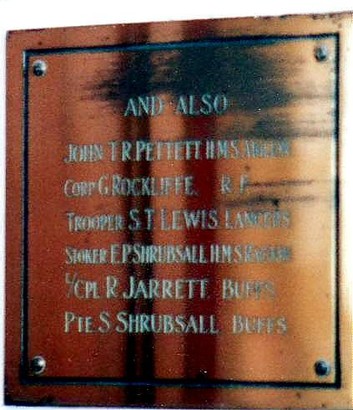 AND ALSO
JOHN T.R. PETTETT H.M.S.
CORP G. ROCKLIFFE. R.F.
TROOPER S.T. LEWIS LANCERS
STOKER E.P. SHRUBSALL H.M.S.
L/CPL R. JARRETT BUFFS
PTE. S. SHRUBSALL BUFFS